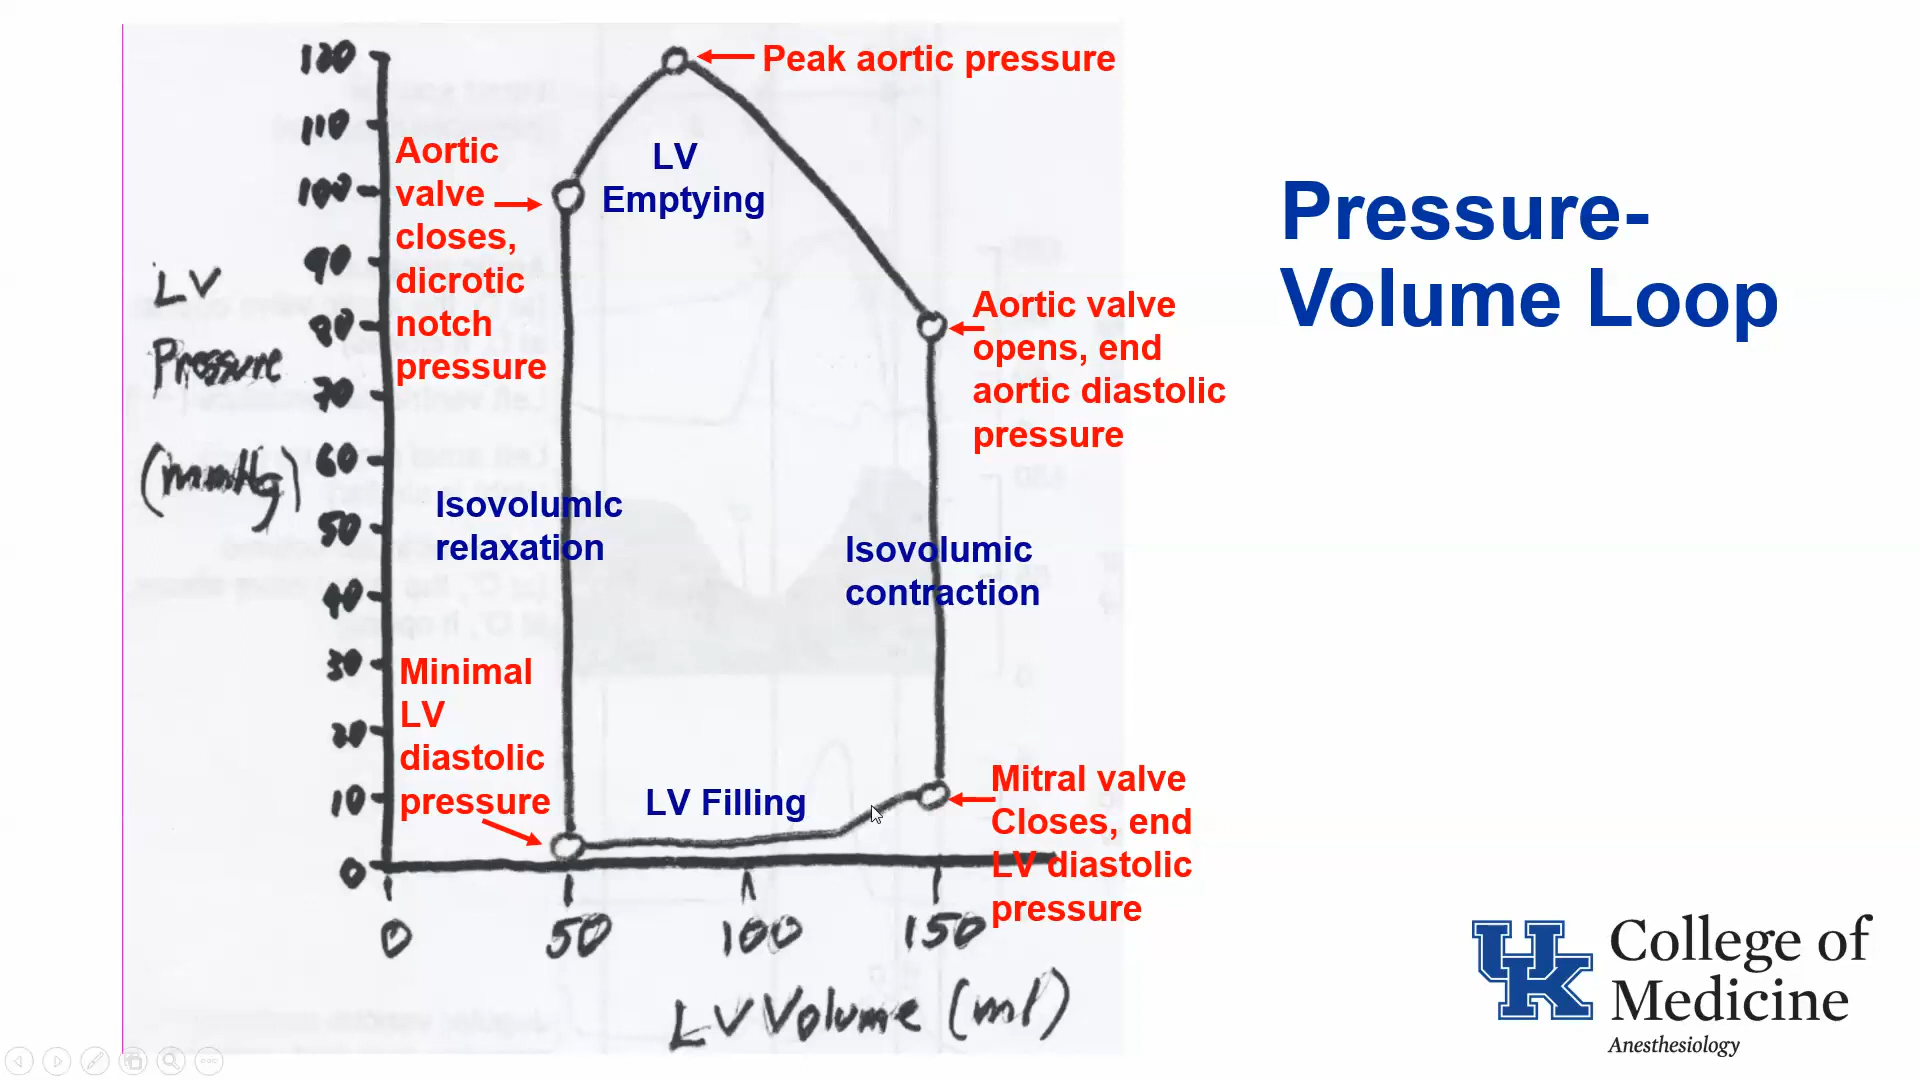 Pressure-
Volume Loop
120
110
100
90
80
70
60
50
40
30
20
10
0
LV
Pressure
(mmHg)
Peak aortic pressure
Aortic
valve
closes,
dicrotic
notch
pressure
LV
Emptying
Aortic valve
opens, end
aortic diastolic
pressure
Isovolumic
relaxation
Isovolumic
contraction
Minimal
LV
diastolic
pressure
LV Filling
Mitral valve
Closes, end
LV diastolic
pressure
0 50 100 150
LV Volume (ml)
UK
College of
Medicine
Anesthesiology